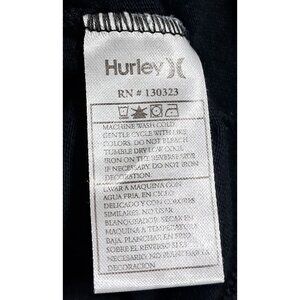 Hurley
RN # 130323
MACHINE WASH COLD
GENTLE CYCLE WITH LIKE
COLORS. DO NOT BLEACH.
TUMBLE DRY LOW. COOL
IRON ON THE REVERSE SIDE
IF NECESSARY. DO NOT IRON
DECORATION.
LAVAR A MAQUINA CON
AGUA FRIA, EN CICLO
DELICADO Y CON COLORES
SIMILARES. NO USAR
BLANQUEADOR. SECAR EN
MAQUINA A TEMPERATURA
BAJA. PLANCHAR EN FRIO
SOBRE EL REVERSO SI ES
NECESARIO. NO PLANCHAR LA
DECORACION